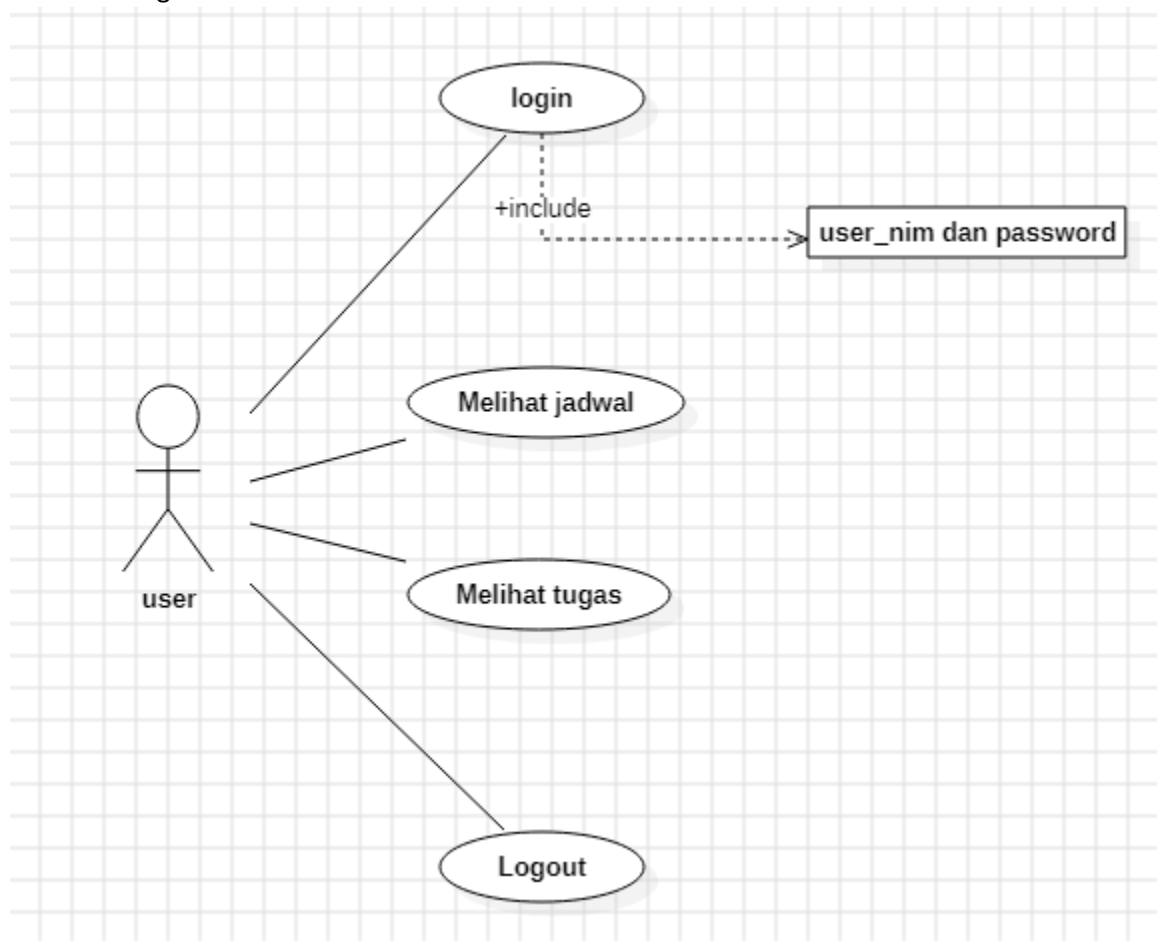 login
+include
user_nim dan password
Melihat jadwal
user
Melihat tugas
Logout